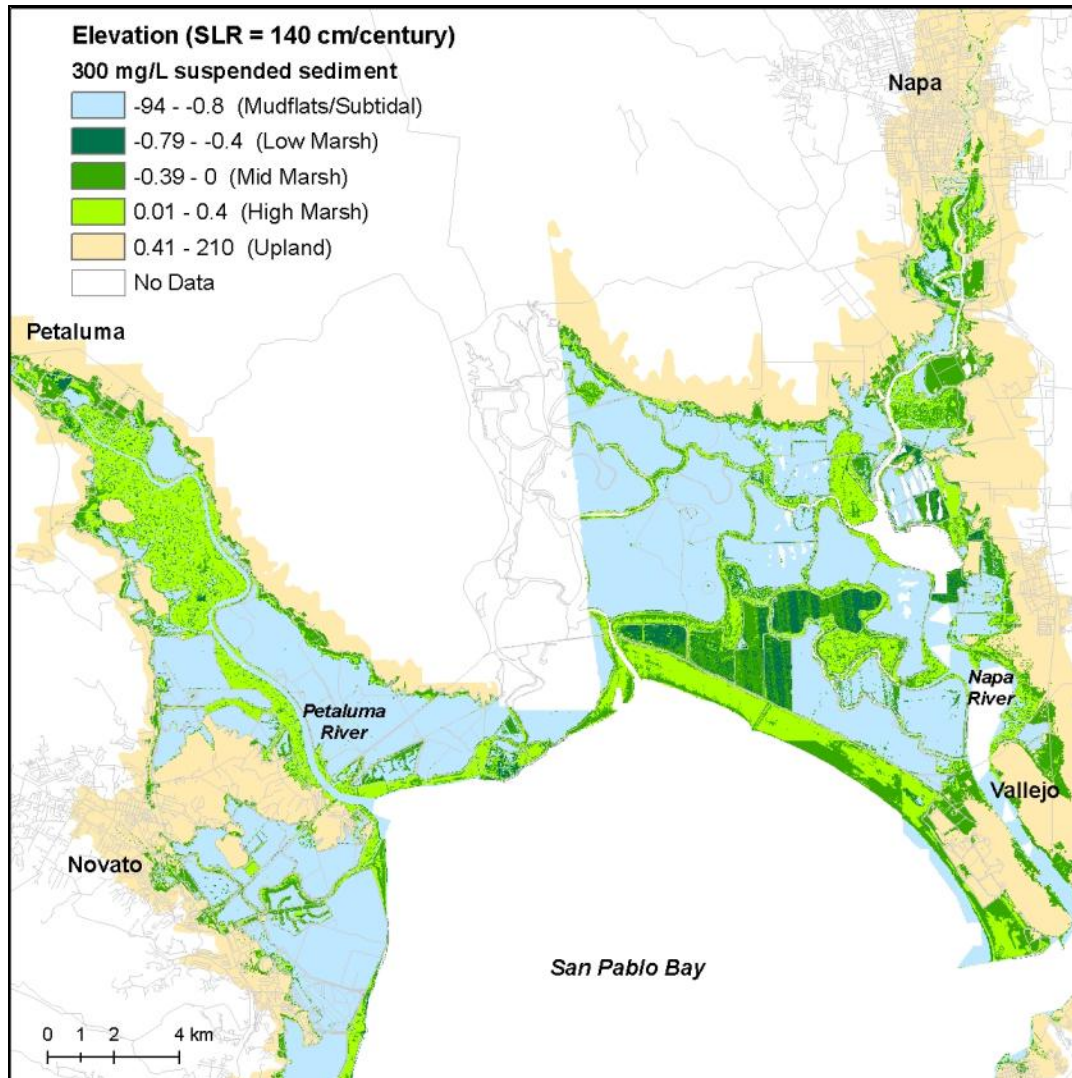 Elevation (SLR = 140 cm/century)
300 mg/L suspended sediment
-94 - -0.8 (Mudflats/Subtidal)
-0.79 - -0.4 (Low Marsh)
-0.39 - 0 (Mid Marsh)
0.01 - 0.4 (High Marsh)
0.41 - 210 (Upland)
No Data
Napa
Petaluma
Petaluma
River
Napa
River
Vallejo
Novato
San Pablo Bay
0 1 2 4 km